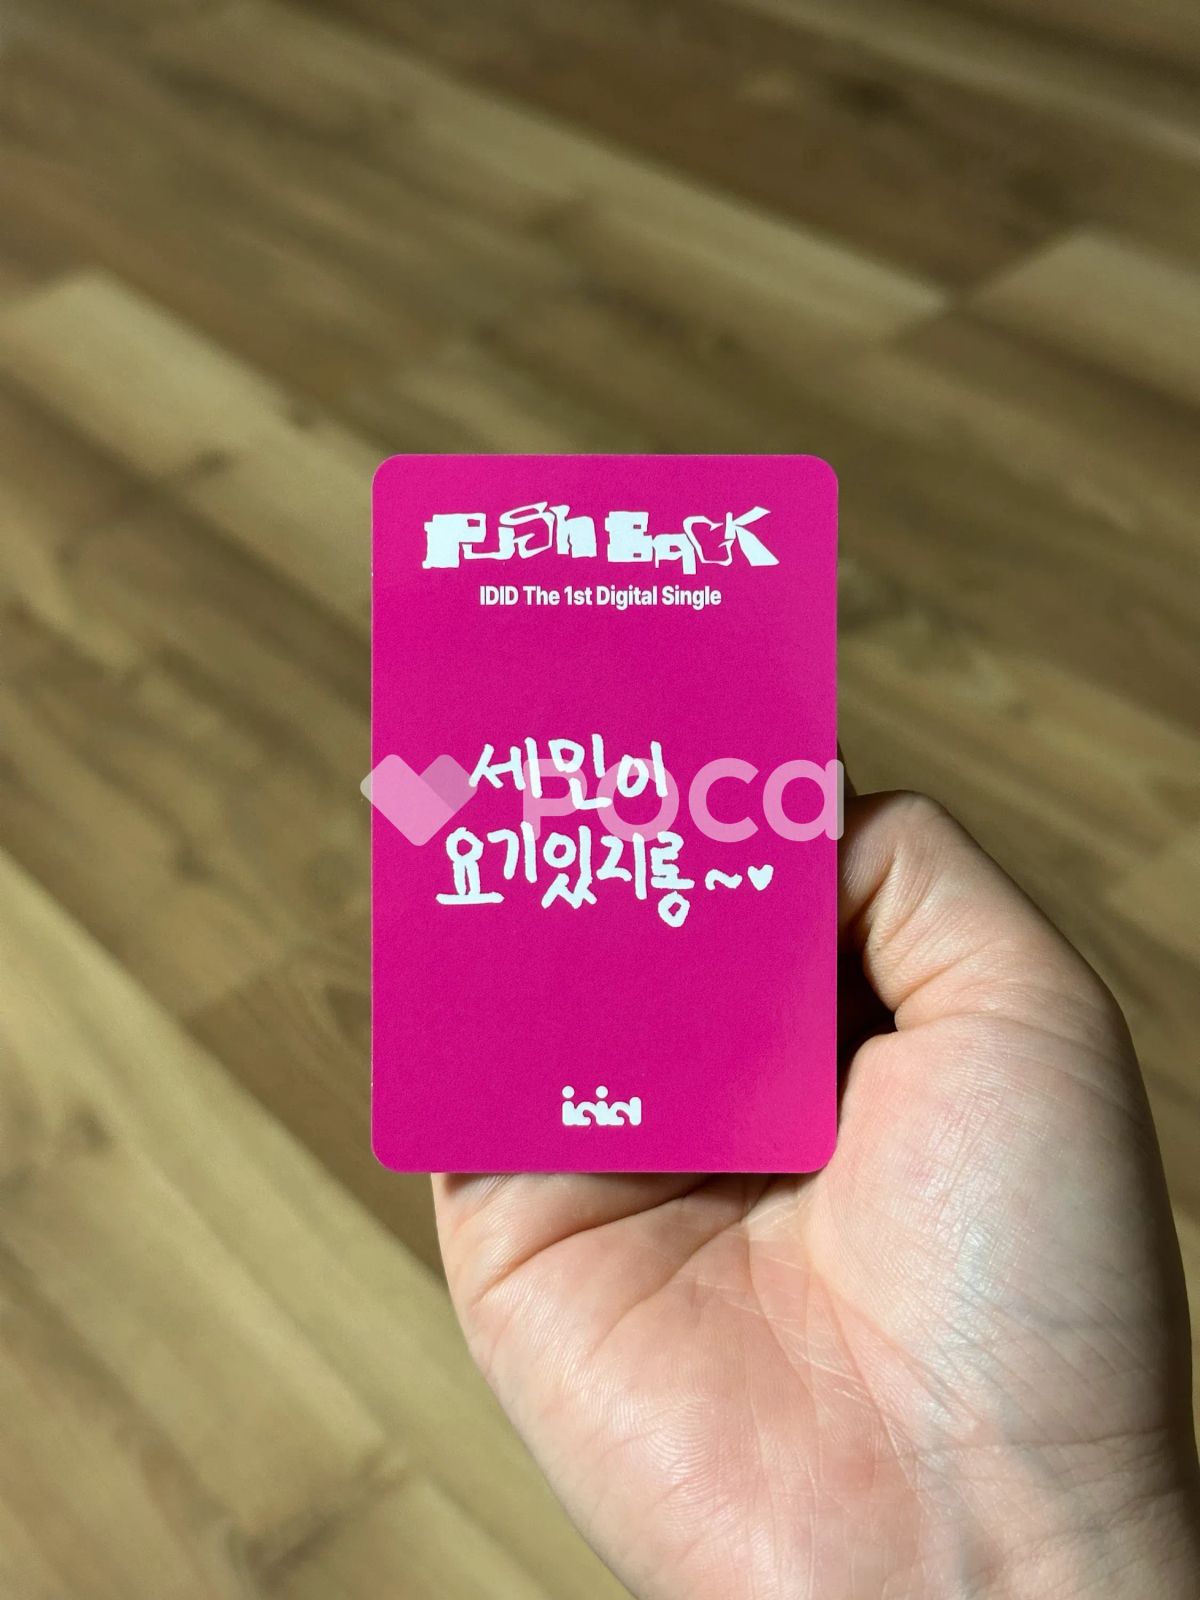 PUSH BACK
IDID The 1st Digital Single
세민이
poca
요기있지롱~♥
idid